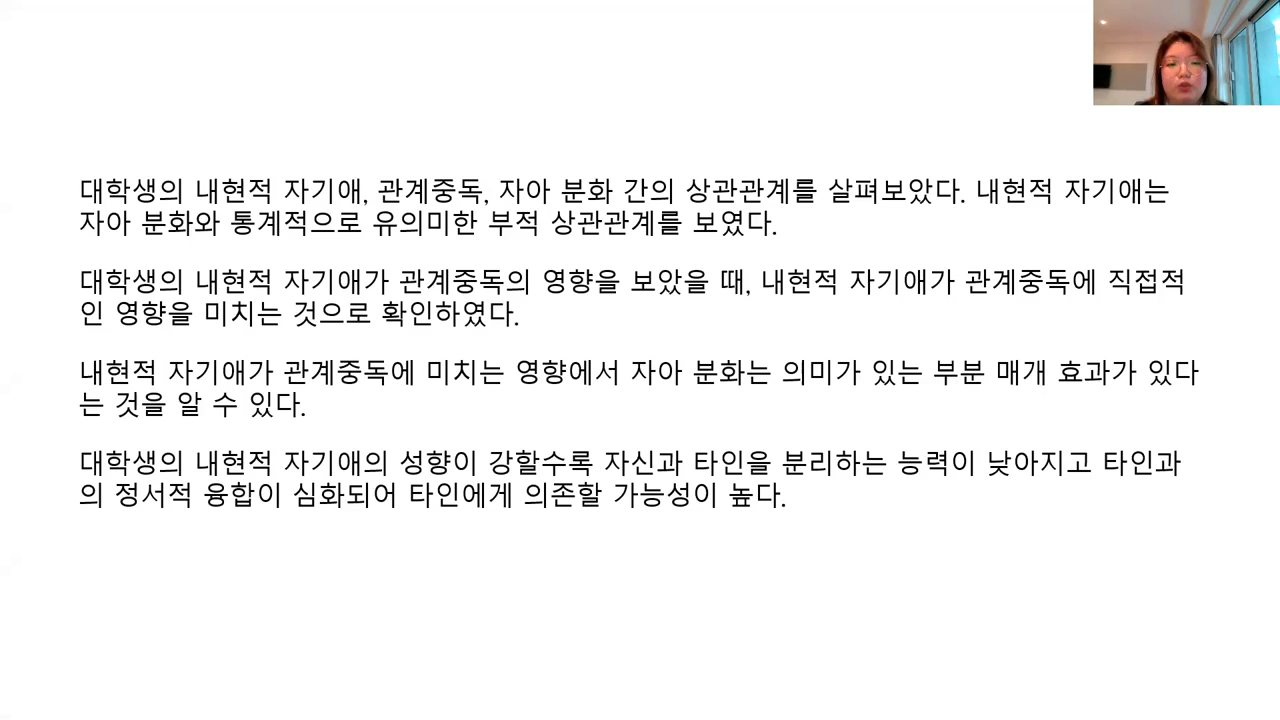 대학생의 내현적 자기애, 관계중독, 자아 분화 간의 상관관계를 살펴보았다. 내현적 자기애는
자아 분화와 통계적으로 유의미한 부적 상관관계를 보였다.
대학생의 내현적 자기애가 관계중독의 영향을 보았을 때, 내현적 자기애가 관계중독에 직접적
인 영향을 미치는 것으로 확인하였다.
내현적 자기애가 관계중독에 미치는 영향에서 자아 분화는 의미가 있는 부분 매개 효과가 있다
는 것을 알 수 있다.
대학생의 내현적 자기애의 성향이 강할수록 자신과 타인을 분리하는 능력이 낮아지고 타인과
의 정서적 융합이 심화되어 타인에게 의존할 가능성이 높다.